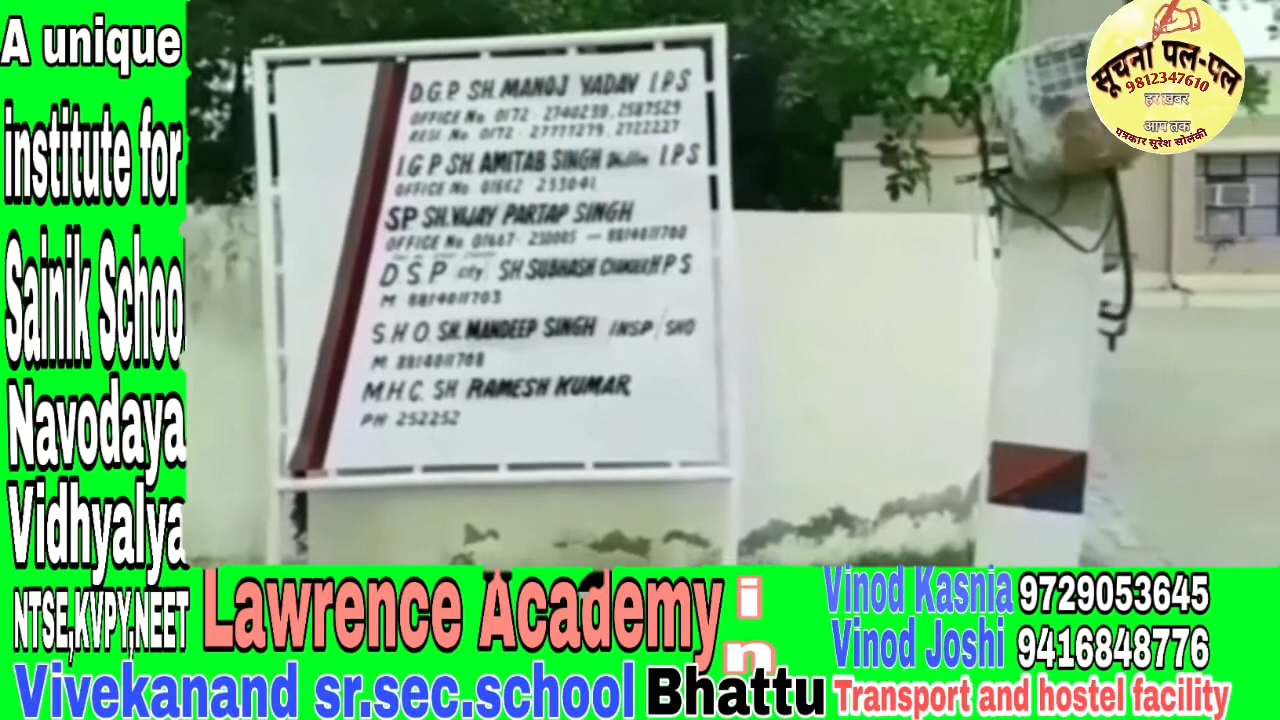 A unique
institute for
Sainik Schoo
Navodaya
Vidhyalya
NTSE,KVPY,NEET
D.G.P SH. MANOJ YADAV I.P.S
OFFICE No. 0172 - 2740239, 2587529
RESI. No 0172 - 27777279, 2722227
I.G P SH. AMITAB SINGH Dhillon I.P.S
OFFICE No. 01662 253041
SP SH. VIJAY PARTAP SINGH
OFFICE No. 01667 - 230005 — 8814011700
D.S.P city SH SUBHASH CHANDER H P S
M 8814011703
S.H.O. SH. MANDEEP SINGH INSP/SHO
M 8814011708
M.H.C. SH RAMESH KUMAR
PH 252252
सूचना पल-पल
9812347610
हर खबर
आप तक
पत्रकार सुरेश सोलंकी
Lawrence Academy in
Vivekanand sr.sec.school Bhattu
Vinod Kasnia 9729053645
Vinod Joshi 9416848776
Transport and hostel facility